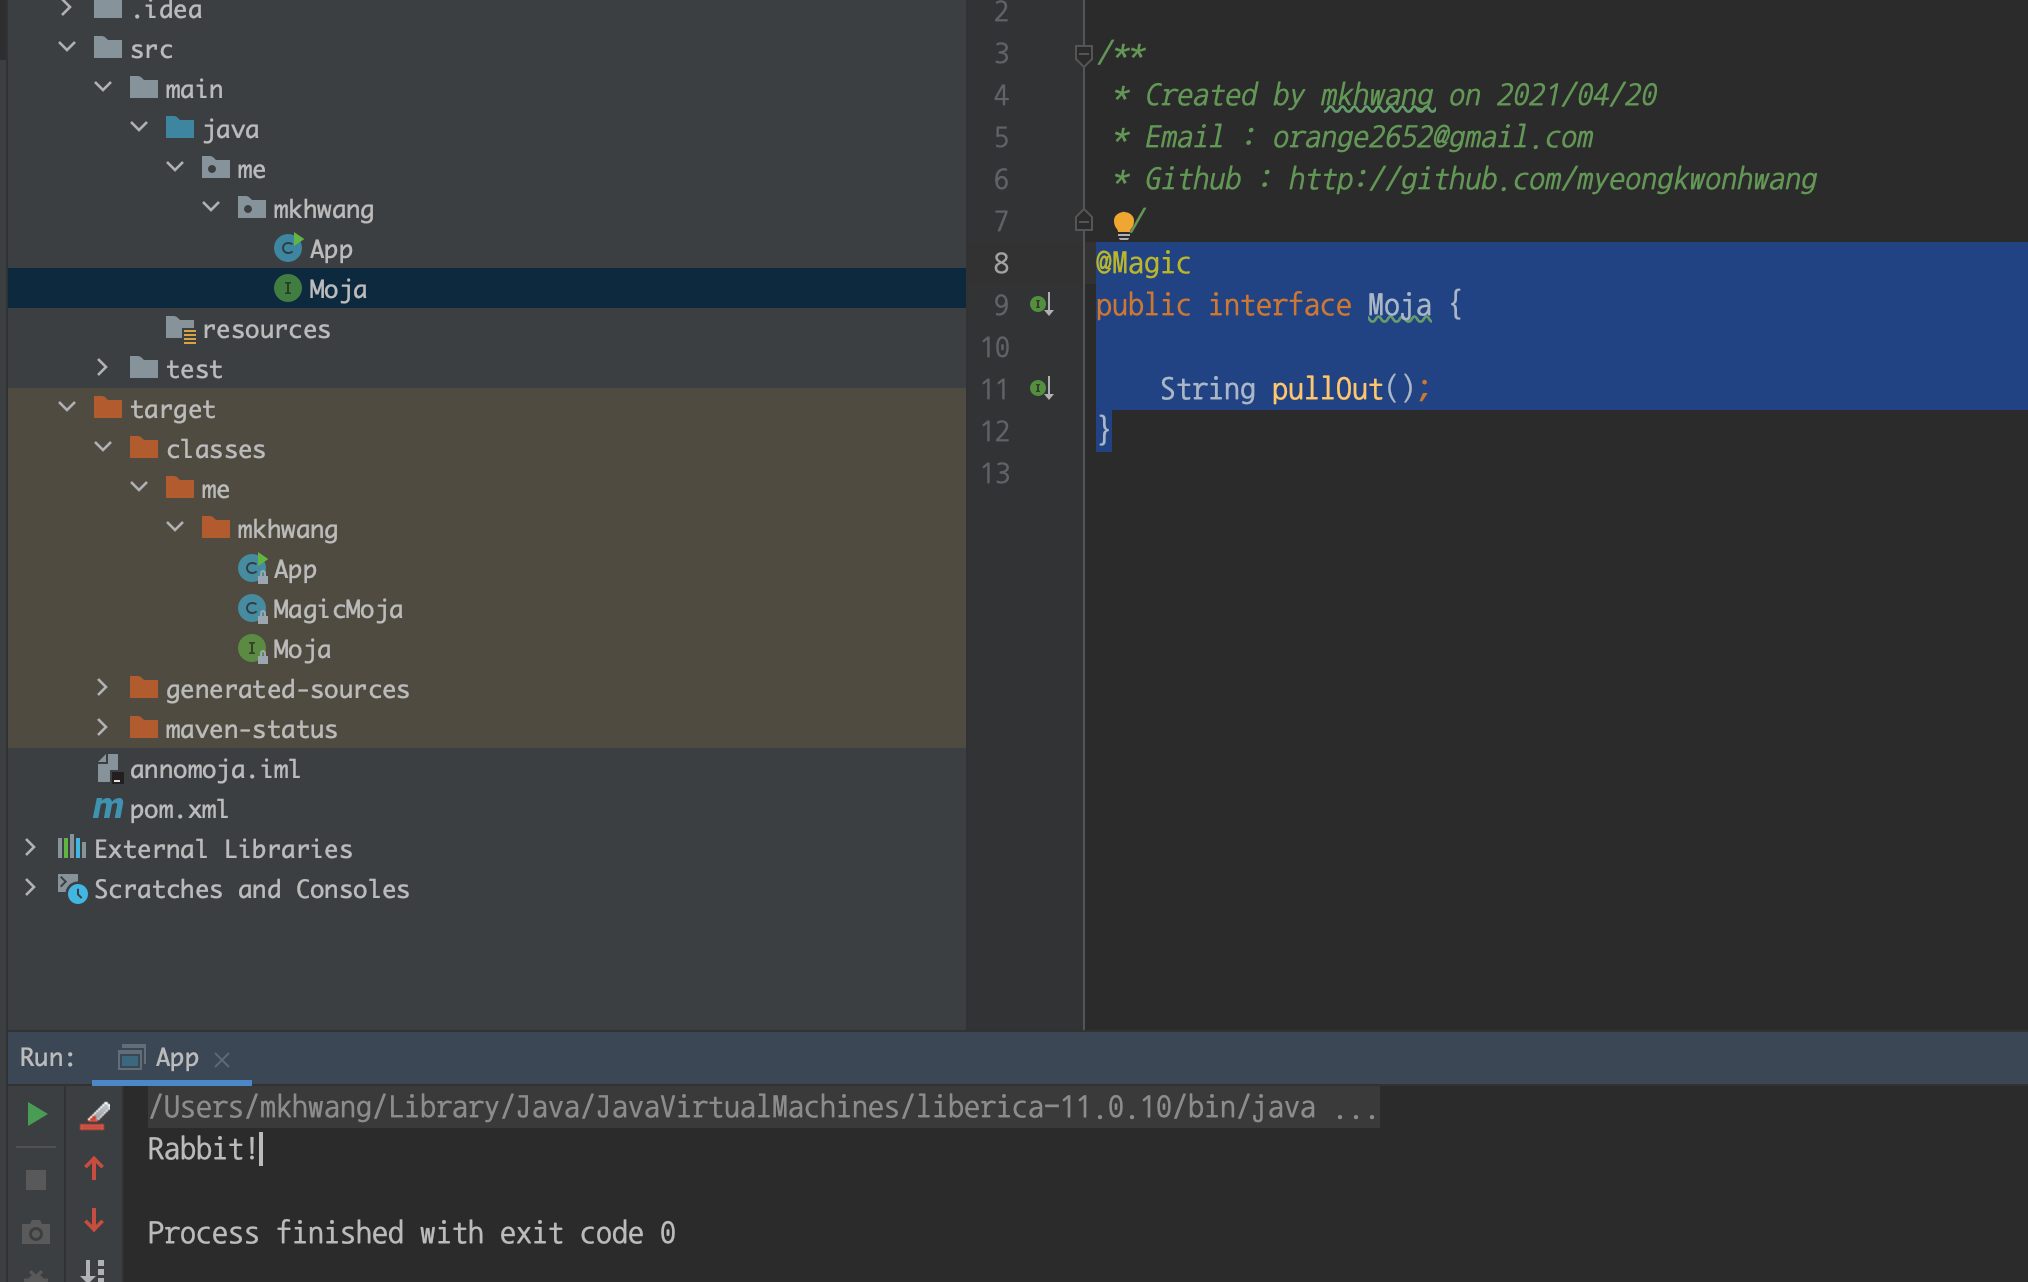 .idea
src
main
java
me
mkhwang
App
Moja
resources
test
target
classes
me
mkhwang
App
MagicMoja
Moja
generated-sources
maven-status
annomoja.iml
pom.xml
External Libraries
Scratches and Consoles
2
3 /**
4 * Created by mkhwang on 2021/04/20
5 * Email : orange2652@gmail.com
6 * Github : http://github.com/myeongkwonhwang
7 /
8 @Magic
9 public interface Moja {
10
11 String pullOut();
12 }
13
Run: App
/Users/mkhwang/Library/Java/JavaVirtualMachines/liberica-11.0.10/bin/java ...
Rabbit!
Process finished with exit code 0